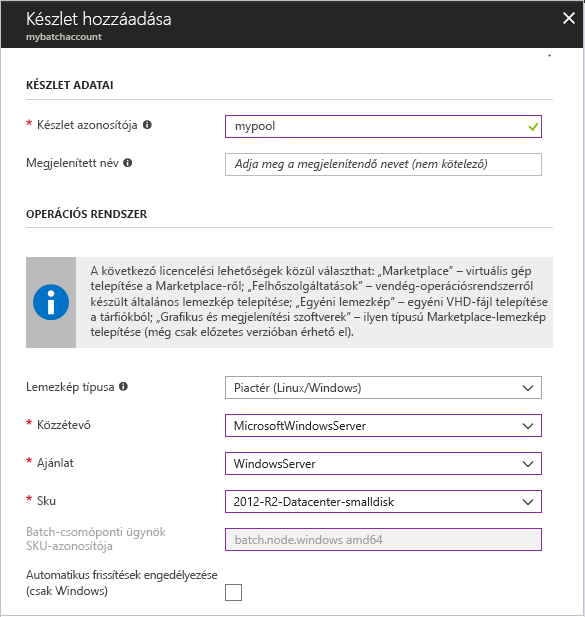 Készlet hozzáadása
mybatchaccount
KÉSZLET ADATAI
* Készlet azonosítója
mypool
Megjelenített név
Adja meg a megjelenítendő nevet (nem kötelező)
OPERÁCIÓS RENDSZER
A következő licencelési lehetőségek közül választhat: „Marketplace” – virtuális gép
telepítése a Marketplace-ről; „Felhőszolgáltatások” – vendég-operációsrendszerről
készült általános lemezkép telepítése; „Egyéni lemezkép” – egyéni VHD-fájl telepítése
a tárfiókból; „Grafikus és megjelenítési szoftverek” – ilyen típusú Marketplace-lemezkép
telepítése (még csak előzetes verzióban érhető el).
Lemezkép típusa
Piactér (Linux/Windows)
* Közzétevő
MicrosoftWindowsServer
* Ajánlat
WindowsServer
* Sku
2012-R2-Datacenter-smalldisk
Batch-csomóponti ügynök
SKU-azonosítója
batch.node.windows amd64
Automatikus frissítések engedélyezése
(csak Windows)